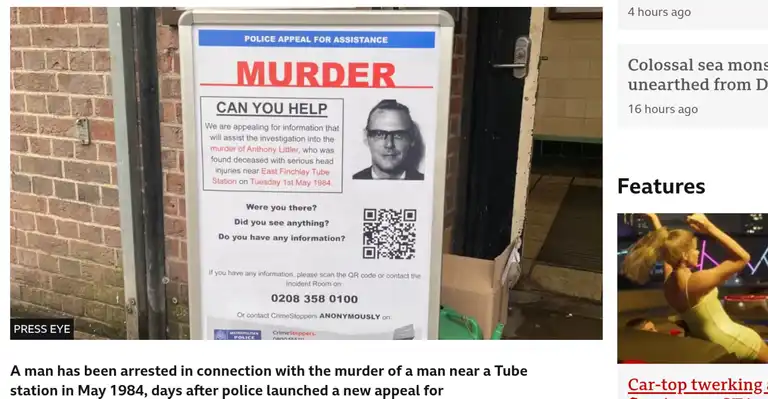 POLICE APPEAL FOR ASSISTANCE
MURDER
CAN YOU HELP
We are appealing for information that
will assist the investigation into the
murder of Anthony Littler, who was
found deceased with serious head
injuries near East Finchley Tube
Station on Tuesday 1st May 1984.
Were you there?
Did you see anything?
Do you have any information?
If you have any information, please scan the QR code or contact the
Incident Room on:
0208 358 0100
Or contact CrimeStoppers ANONYMOUSLY on:
METROPOLITAN
POLICE
CrimeStoppers.
PRESS EYE
A man has been arrested in connection with the murder of a man near a Tube
station in May 1984, days after police launched a new appeal for
4 hours ago
Colossal sea mons
unearthed from D
16 hours ago
Features
Car-top twerking